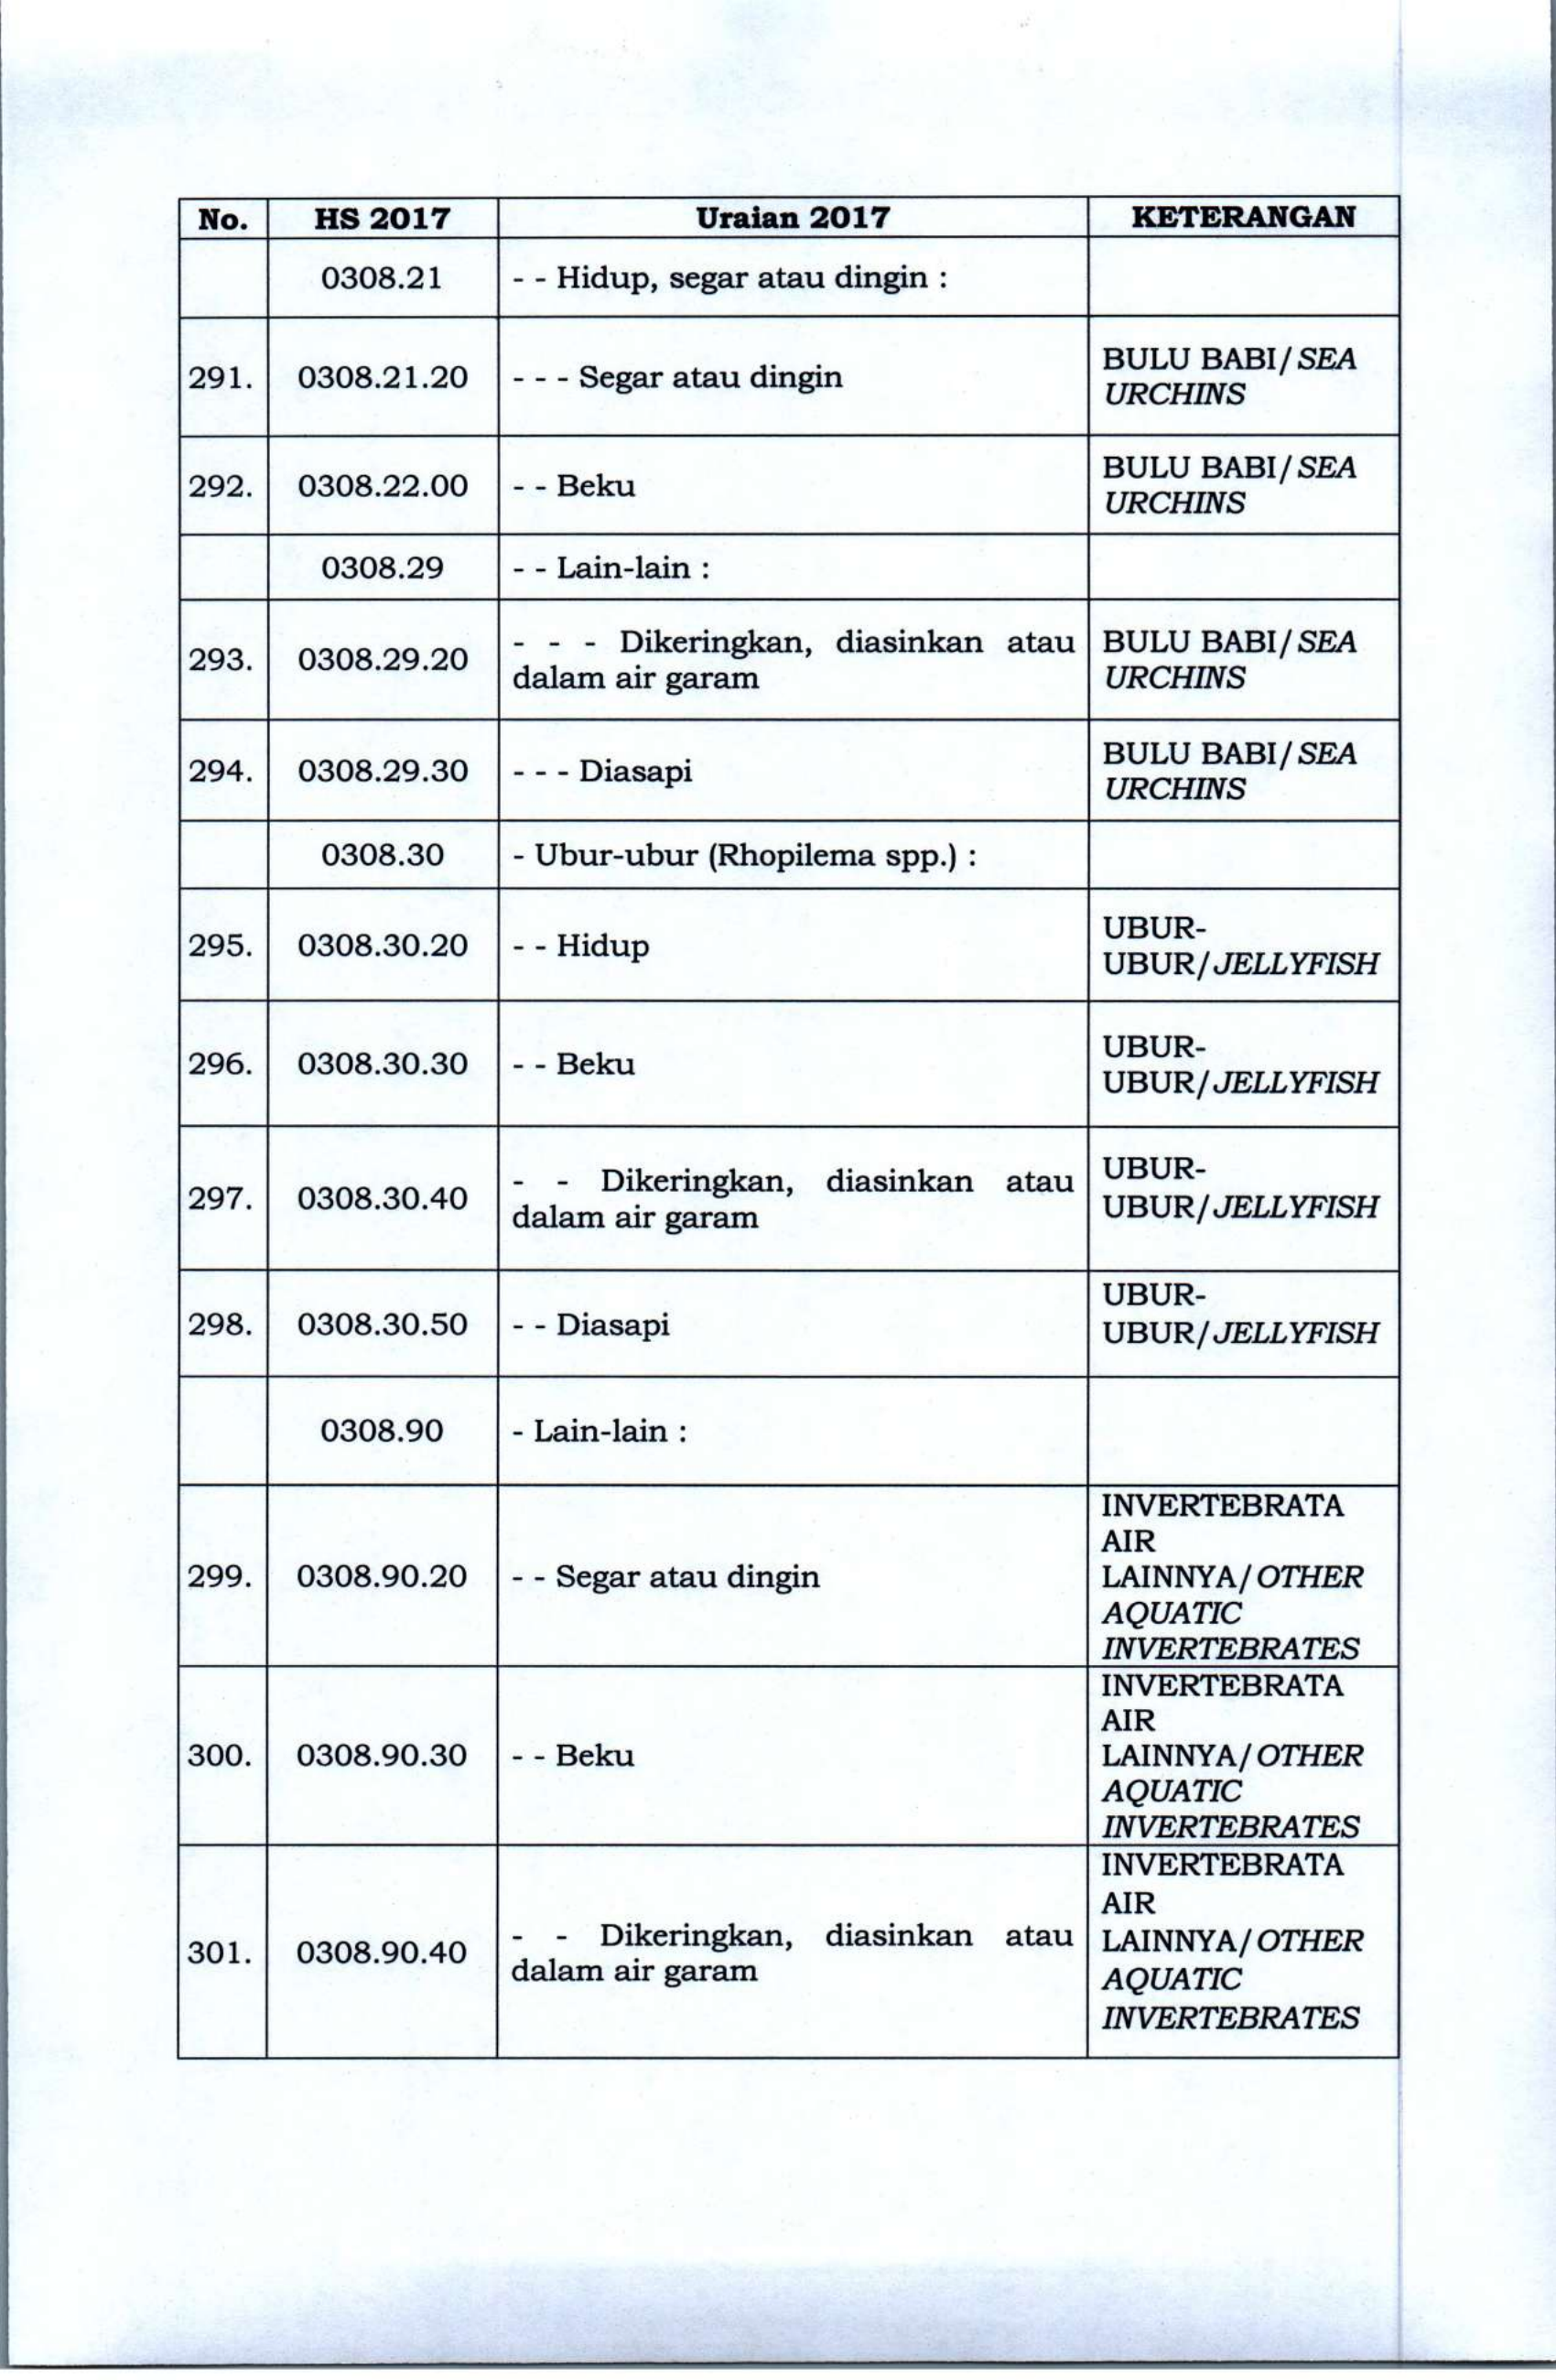 No. HS 2017 Uraian 2017 KETERANGAN
0308.21 - - Hidup, segar atau dingin :
291. 0308.21.20 - - - Segar atau dingin BULU BABI/SEA
URCHINS
292. 0308.22.00 - - Beku BULU BABI/SEA
URCHINS
0308.29 - - Lain-lain :
293. 0308.29.20 - - - Dikeringkan, diasinkan atau
dalam air garam
BULU BABI/SEA
URCHINS
294. 0308.29.30 - - - Diasapi BULU BABI/SEA
URCHINS
0308.30 - Ubur-ubur (Rhopilema spp.) :
295. 0308.30.20 - - Hidup UBUR-
UBUR/JELLYFISH
296. 0308.30.30 - - Beku UBUR-
UBUR/JELLYFISH
297. 0308.30.40 - - Dikeringkan, diasinkan atau
dalam air garam
UBUR-
UBUR/JELLYFISH
298. 0308.30.50 - - Diasapi UBUR-
UBUR/JELLYFISH
0308.90 - Lain-lain :
299. 0308.90.20 - - Segar atau dingin INVERTEBRATA
AIR
LAINNYA/OTHER
AQUATIC
INVERTEBRATES
300. 0308.90.30 - - Beku INVERTEBRATA
AIR
LAINNYA/OTHER
AQUATIC
INVERTEBRATES
301. 0308.90.40 - - Dikeringkan, diasinkan atau
dalam air garam
INVERTEBRATA
AIR
LAINNYA/OTHER
AQUATIC
INVERTEBRATES